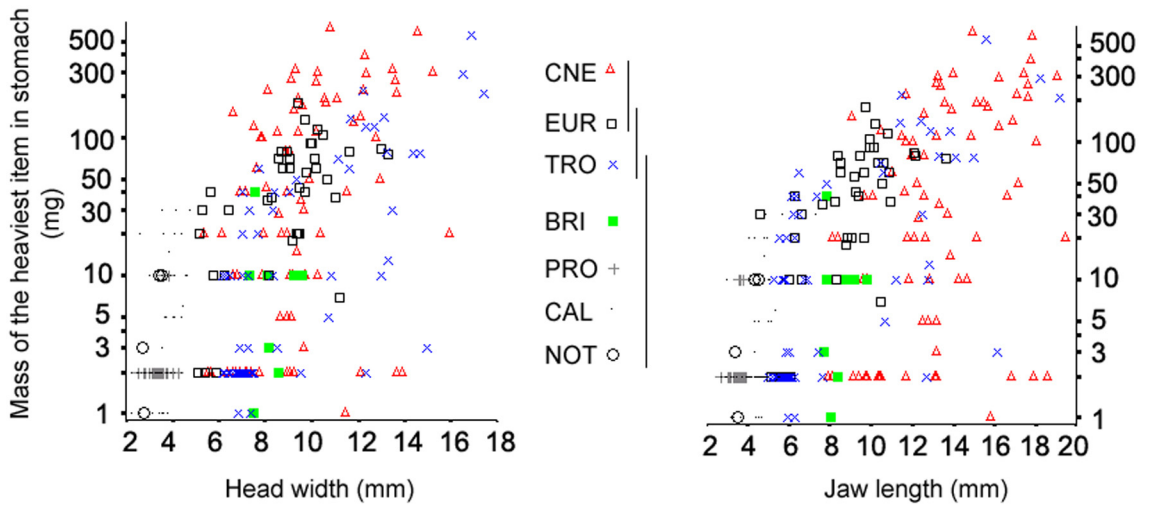 Mass of the heaviest item in stomach
(mg)
500
300
100
50
30
10
5
3
1
2 4 6 8 10 12 14 16 18
Head width (mm)
CNE
EUR
TRO
BRI
PRO
CAL
NOT
500
300
100
50
30
10
5
3
1
2 4 6 8 10 12 14 16 18 20
Jaw length (mm)